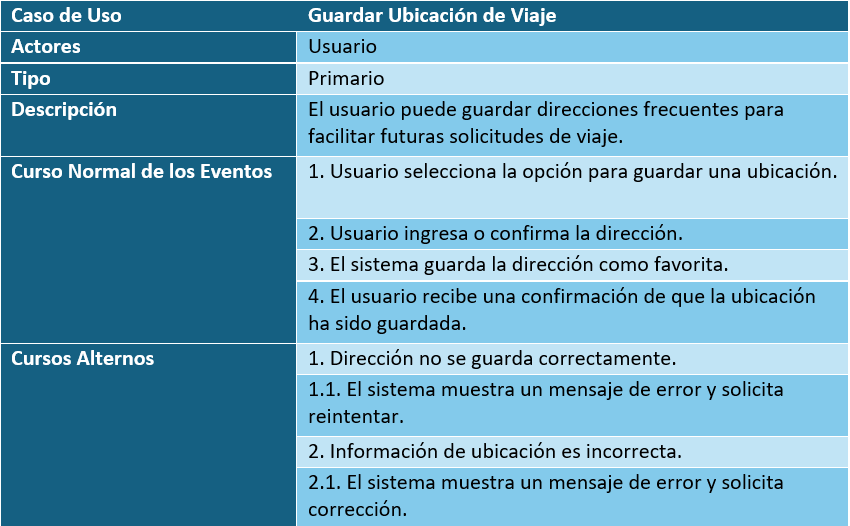 Caso de Uso
Guardar Ubicación de Viaje
Actores
Usuario
Tipo
Primario
Descripción
El usuario puede guardar direcciones frecuentes para
facilitar futuras solicitudes de viaje.
Curso Normal de los Eventos
1. Usuario selecciona la opción para guardar una ubicación.
2. Usuario ingresa o confirma la dirección.
3. El sistema guarda la dirección como favorita.
4. El usuario recibe una confirmación de que la ubicación
ha sido guardada.
Cursos Alternos
1. Dirección no se guarda correctamente.
1.1. El sistema muestra un mensaje de error y solicita
reintentar.
2. Información de ubicación es incorrecta.
2.1. El sistema muestra un mensaje de error y solicita
corrección.